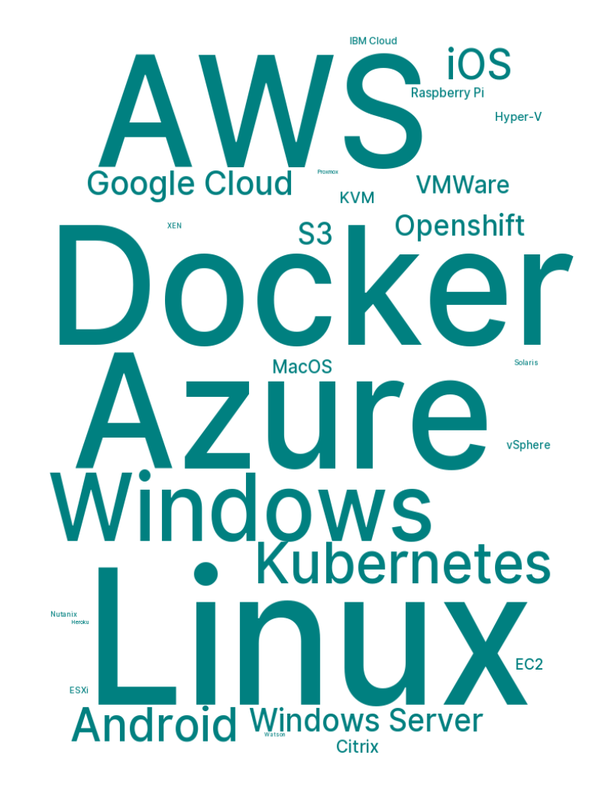 IBM Cloud
iOS
AWS
Raspberry Pi
Hyper-V
Proxmox
Google Cloud
VMWare
KVM
XEN
S3
Openshift
Docker
Solaris
MacOS
Azure
vSphere
Windows
Kubernetes
Nutanix
Heroku
Linux
EC2
ESXi
Android
Windows Server
Watson
Citrix